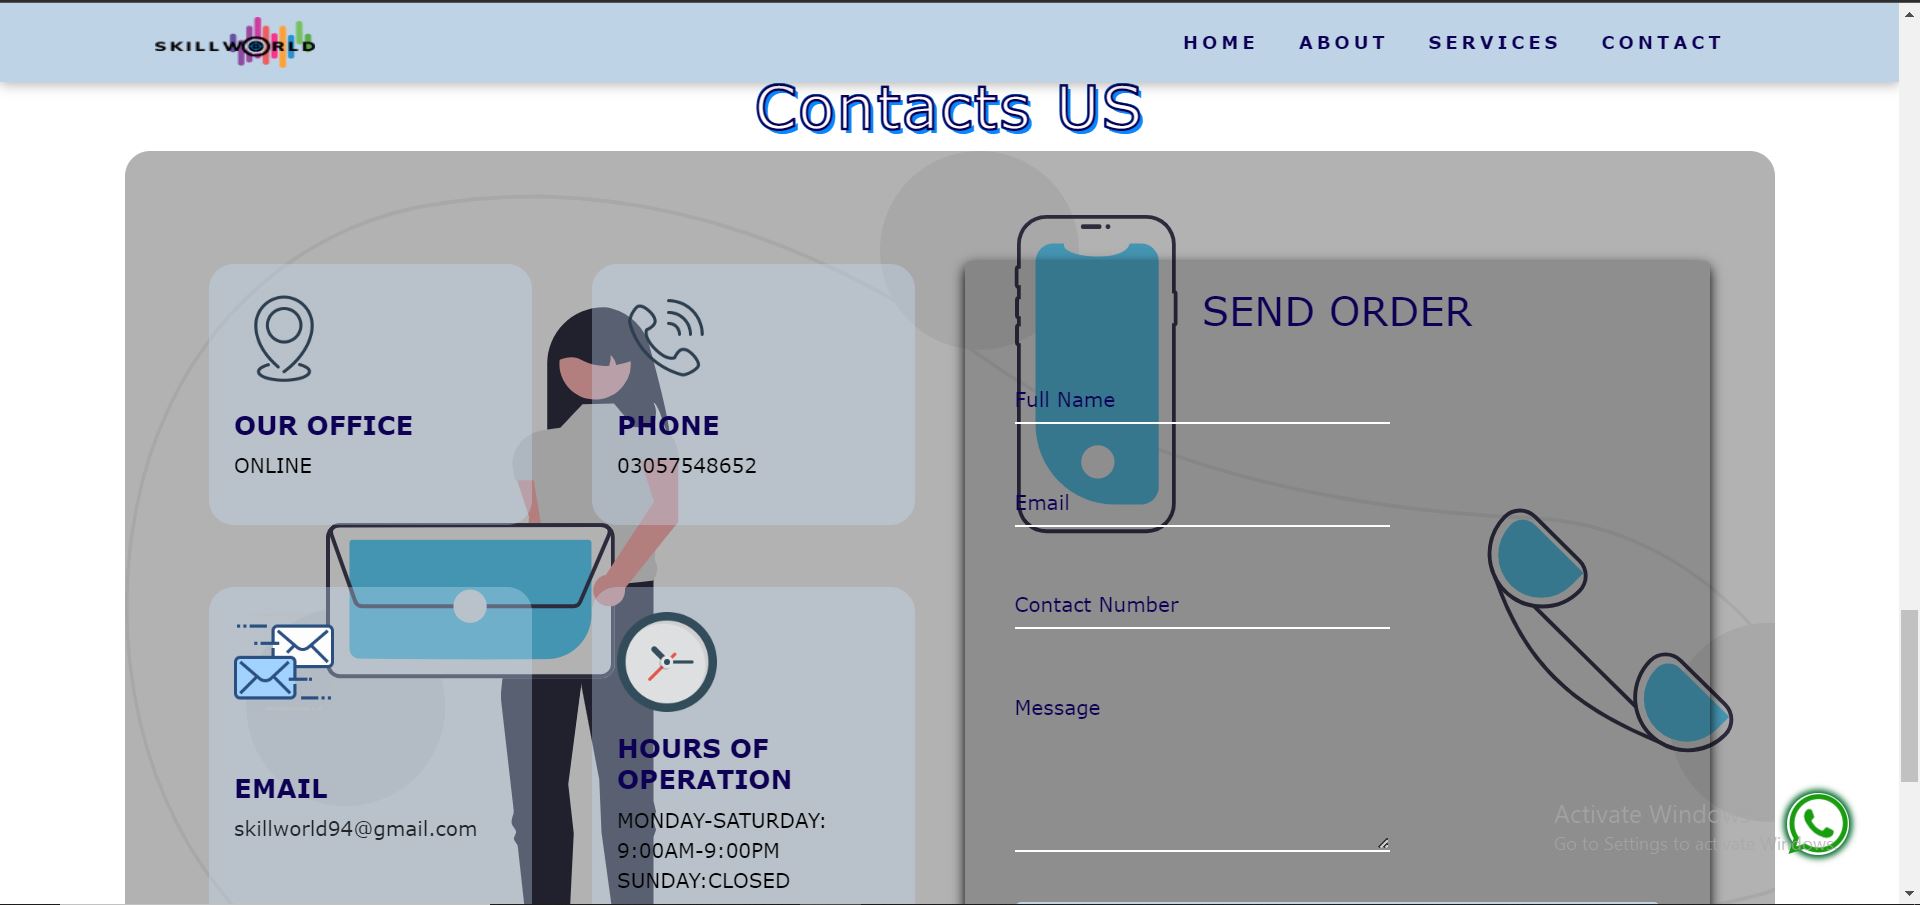 SKILLWORLD
HOME ABOUT SERVICES CONTACT
Contacts US
OUR OFFICE
ONLINE
PHONE
03057548652
EMAIL
skillworld94@gmail.com
HOURS OF
OPERATION
MONDAY-SATURDAY:
9:00AM-9:00PM
SUNDAY:CLOSED
SEND ORDER
Full Name
Email
Contact Number
Message
Activate Windows
Go to Settings to activate Windows.